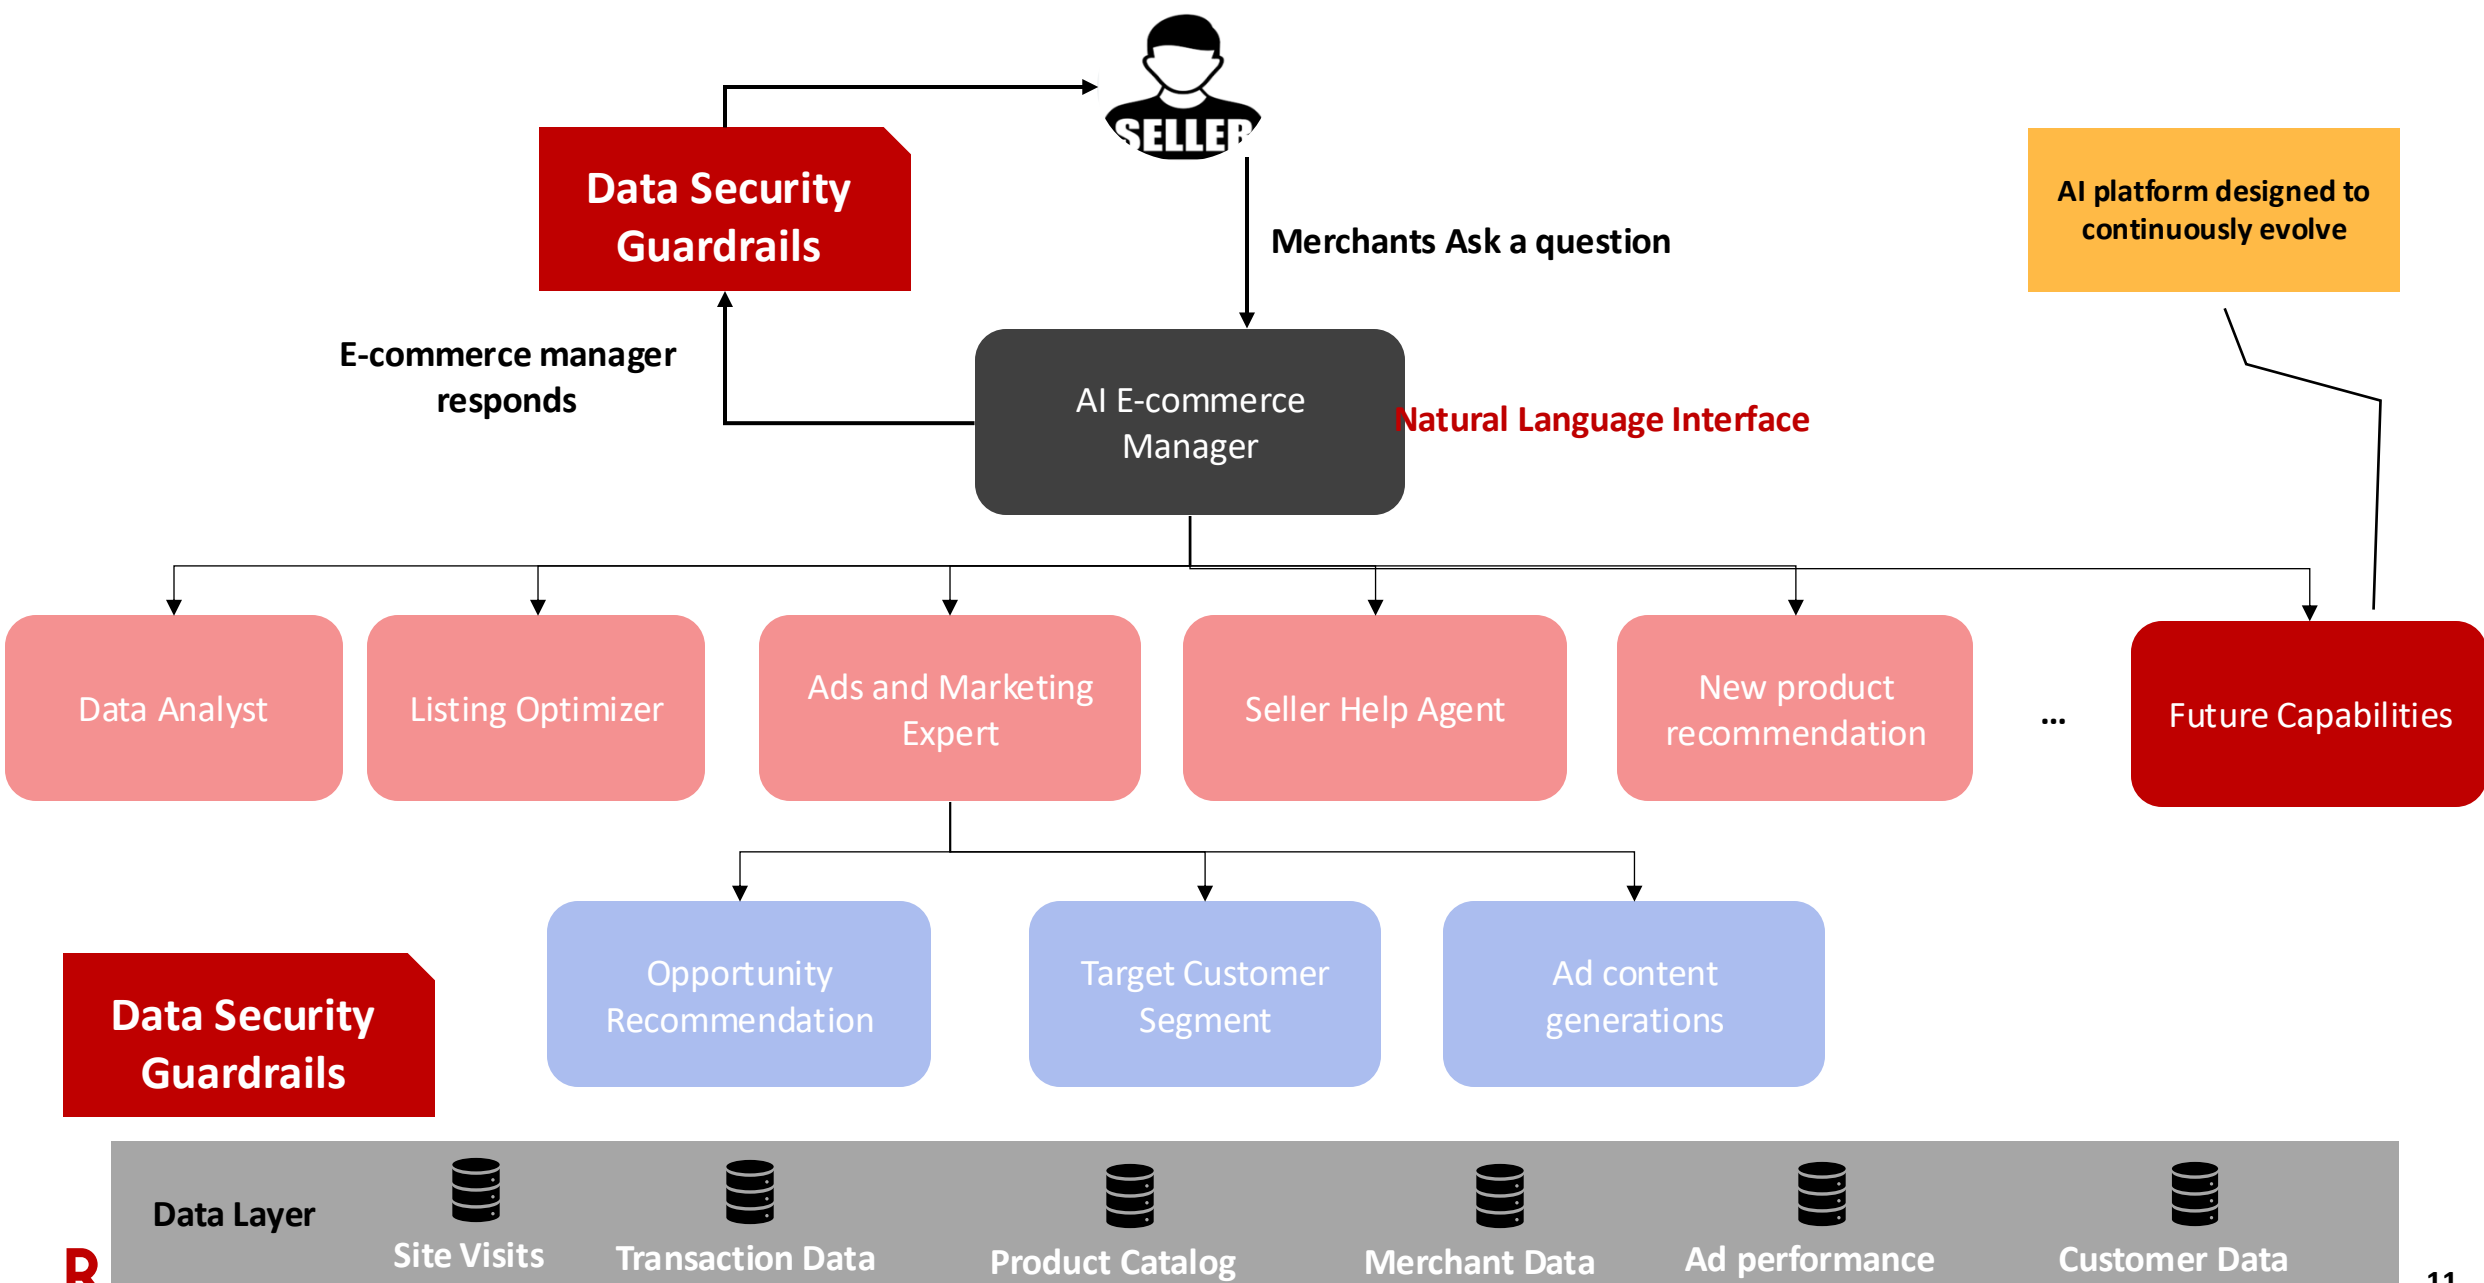 SELLER
Data Security
Guardrails
AI platform designed to
continuously evolve
Merchants Ask a question
E-commerce manager
responds
AI E-commerce
Manager
Natural Language Interface
Data Analyst
Listing Optimizer
Ads and Marketing
Expert
Seller Help Agent
New product
recommendation
...
Future Capabilities
Opportunity
Recommendation
Target Customer
Segment
Ad content
generations
Data Security
Guardrails
Data Layer
Site Visits
Transaction Data
Product Catalog
Merchant Data
Ad performance
Customer Data
R
11